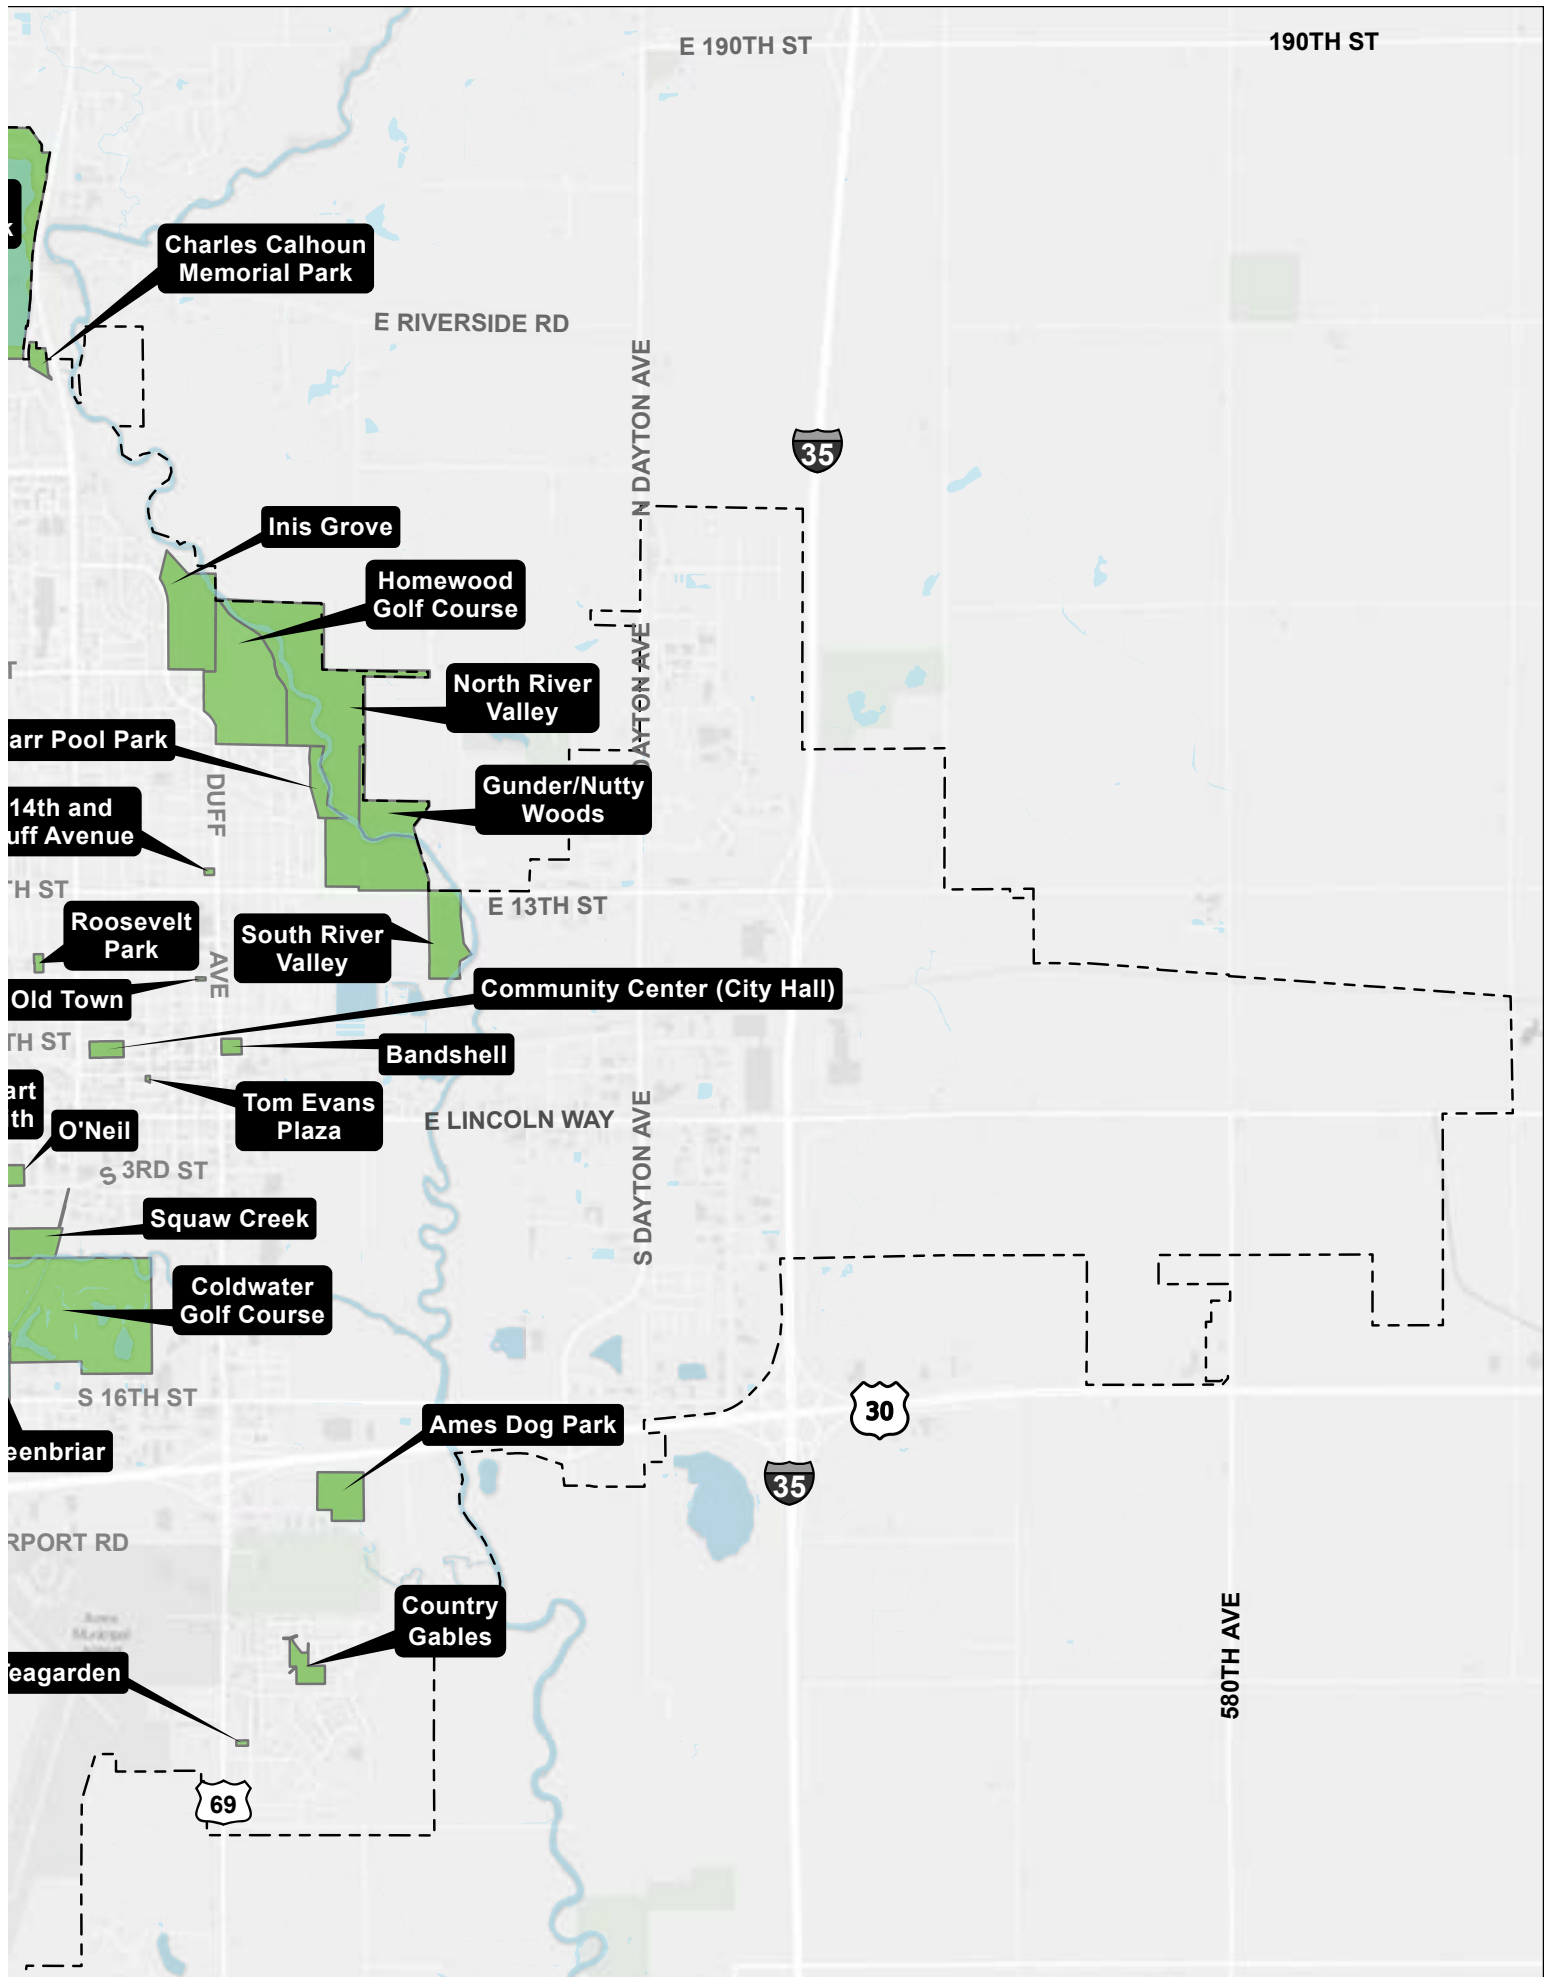 E 190TH ST
190TH ST
k
Charles Calhoun
Memorial Park
E RIVERSIDE RD
N DAYTON AVE
35
Inis Grove
Homewood
Golf Course
DAYTON AVE
T
North River
Valley
arr Pool Park
DUFF
AVE
Gunder/Nutty
Woods
14th and
uff Avenue
TH ST
E 13TH ST
Roosevelt
Park
South River
Valley
Old Town
Community Center (City Hall)
TH ST
Bandshell
art
th
Tom Evans
Plaza
E LINCOLN WAY
S DAYTON AVE
O'Neil
S 3RD ST
Squaw Creek
Coldwater
Golf Course
S 16TH ST
30
Ames Dog Park
eenbriar
35
RPORT RD
Country
Gables
580TH AVE
eagarden
69